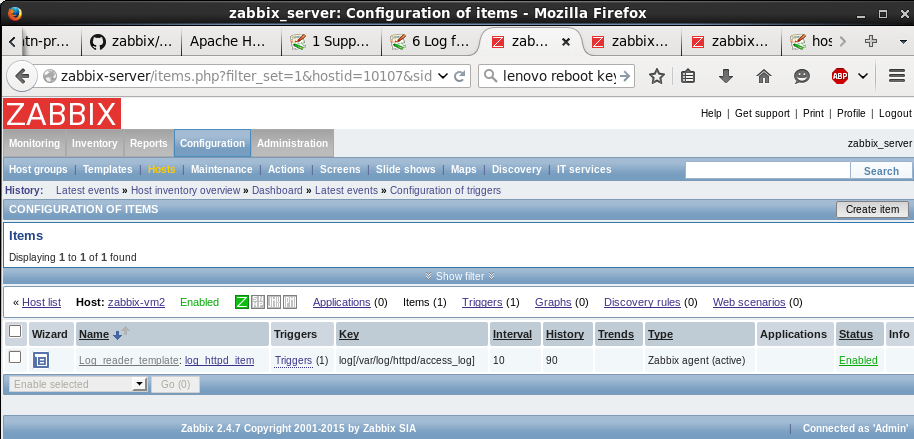 zabbix_server: Configuration of items - Mozilla Firefox
tn-pr… zabbix/… Apache H… 1 Supp… 6 Log f… zab… zabbix… zabbix… hos
zabbix-server/items.php?filter_set=1&hostid=10107&sid lenovo reboot key ABP
ZABBIX
Help | Get support | Print | Profile | Logout
Monitoring Inventory Reports Configuration Administration zabbix_server
Host groups | Templates | Hosts | Maintenance | Actions | Screens | Slide shows | Maps | Discovery | IT services Search
History: Latest events » Host inventory overview » Dashboard » Latest events » Configuration of triggers
CONFIGURATION OF ITEMS Create item
Items
Displaying 1 to 1 of 1 found
Show filter
« Host list Host: zabbix-vm2 Enabled Z SNMP JMX IPMI Applications (0) Items (1) Triggers (1) Graphs (0) Discovery rules (0) Web scenarios (0)
Wizard Name Triggers Key Interval History Trends Type Applications Status Info
Log_reader_template: log_httpd_item Triggers (1) log[/var/log/httpd/access_log] 10 90 Zabbix agent (active) Enabled
Enable selected Go (0)
Zabbix 2.4.7 Copyright 2001-2015 by Zabbix SIA | Connected as 'Admin'